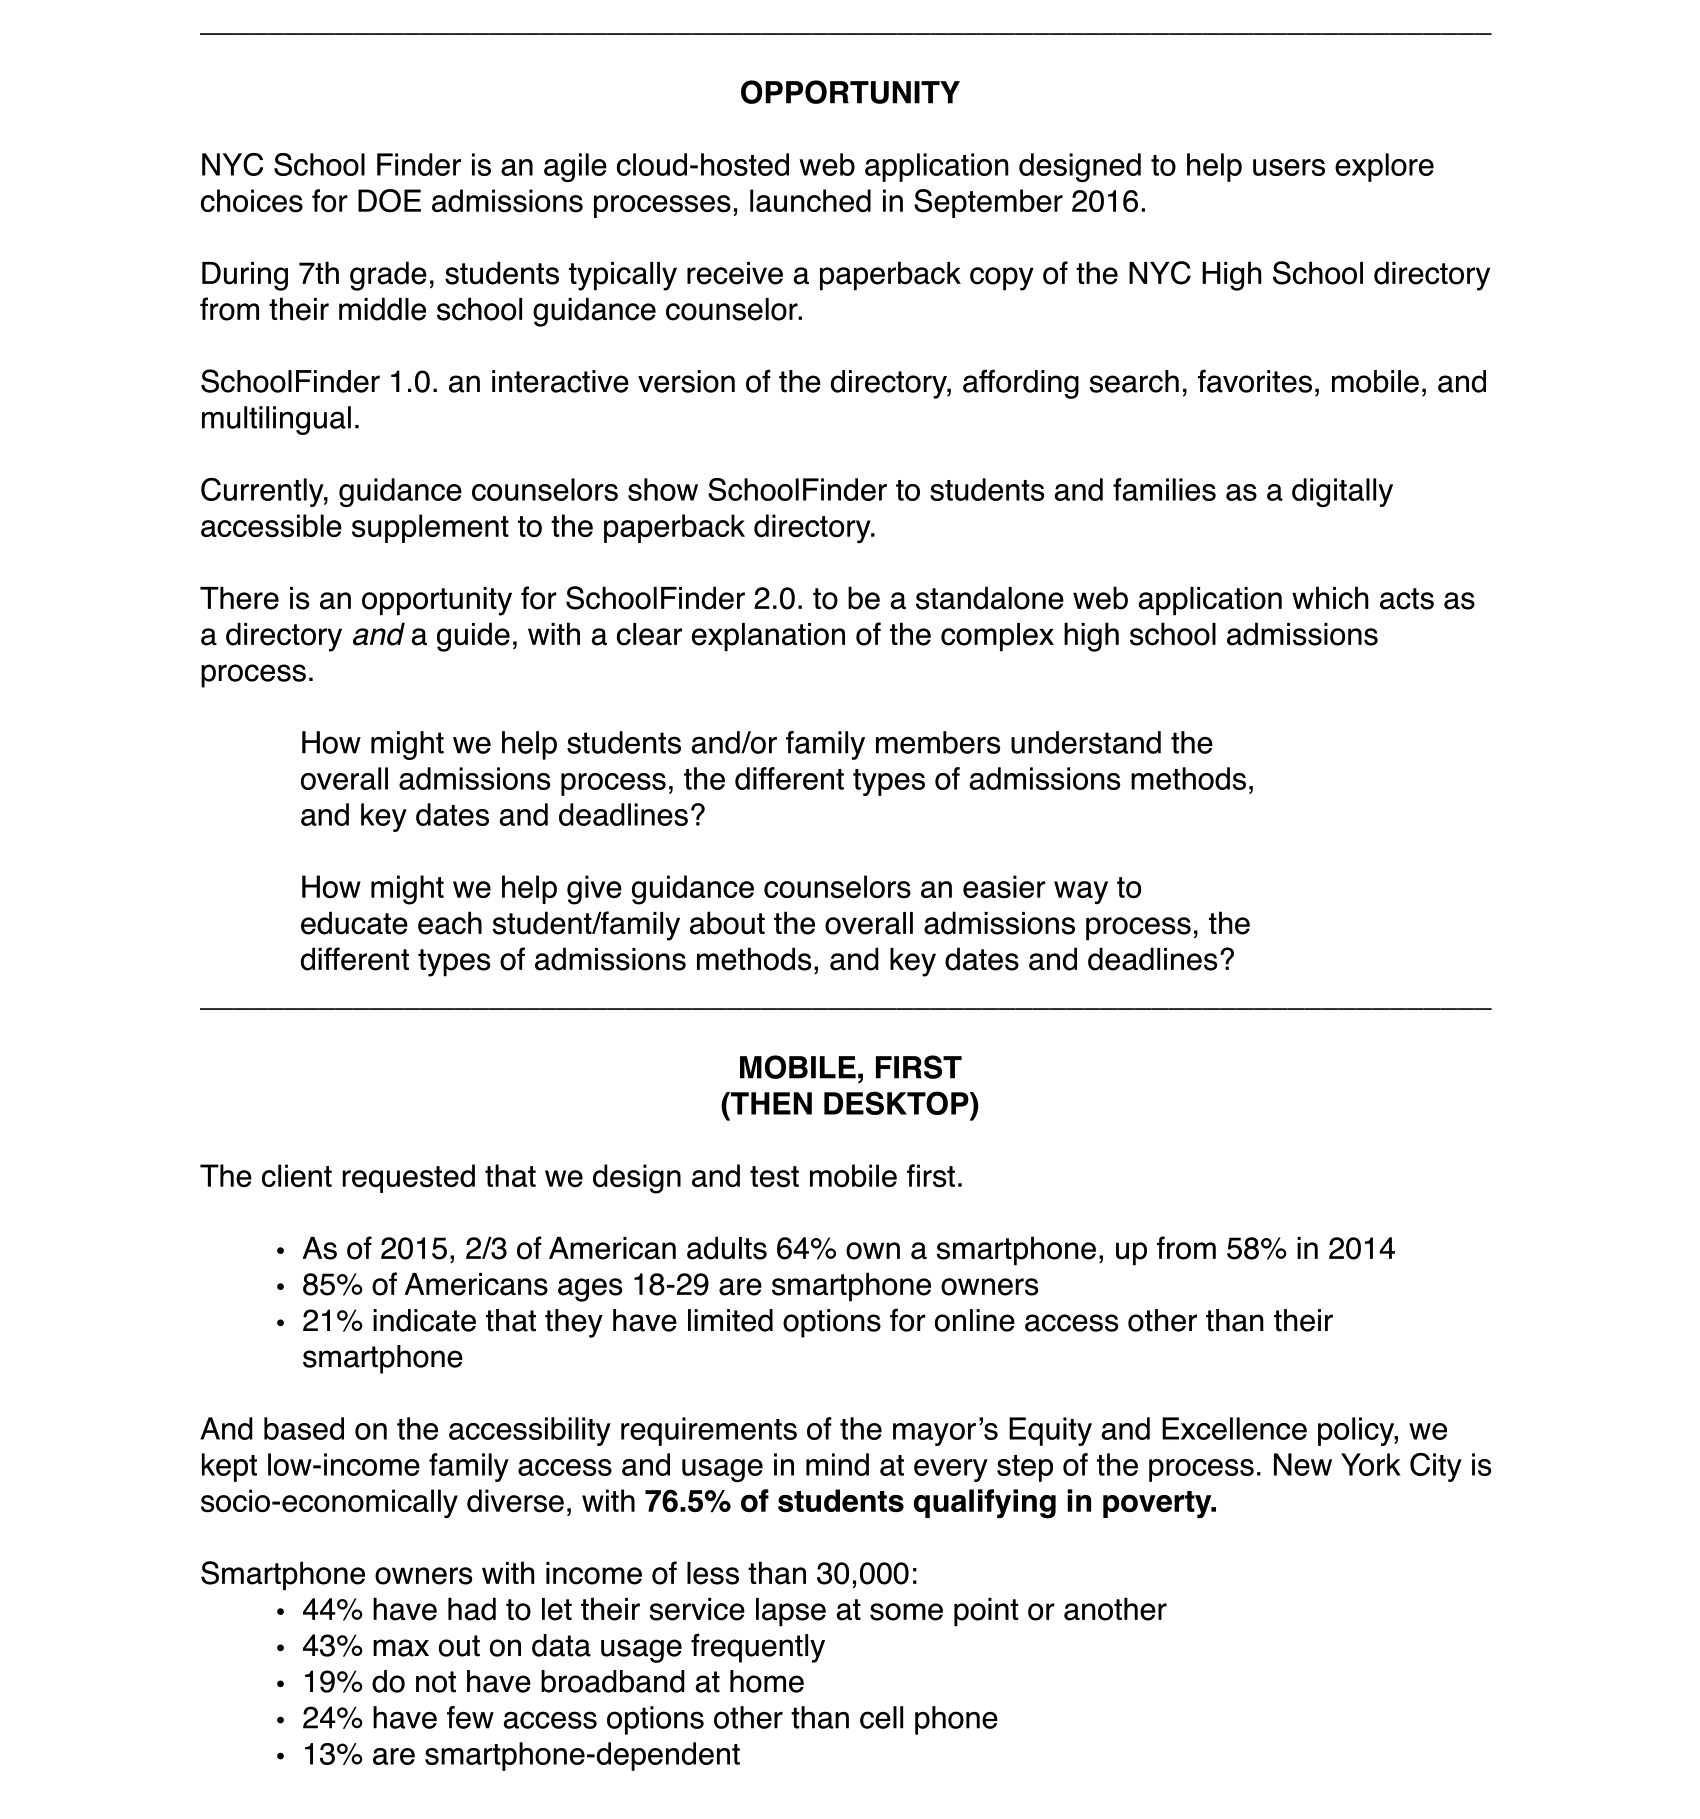 OPPORTUNITY
NYC School Finder is an agile cloud-hosted web application designed to help users explore
choices for DOE admissions processes, launched in September 2016.
During 7th grade, students typically receive a paperback copy of the NYC High School directory
from their middle school guidance counselor.
SchoolFinder 1.0. an interactive version of the directory, affording search, favorites, mobile, and
multilingual.
Currently, guidance counselors show SchoolFinder to students and families as a digitally
accessible supplement to the paperback directory.
There is an opportunity for SchoolFinder 2.0. to be a standalone web application which acts as
a directory and a guide, with a clear explanation of the complex high school admissions
process.
How might we help students and/or family members understand the
overall admissions process, the different types of admissions methods,
and key dates and deadlines?
How might we help give guidance counselors an easier way to
educate each student/family about the overall admissions process, the
different types of admissions methods, and key dates and deadlines?
MOBILE, FIRST
(THEN DESKTOP)
The client requested that we design and test mobile first.
• As of 2015, 2/3 of American adults 64% own a smartphone, up from 58% in 2014
• 85% of Americans ages 18-29 are smartphone owners
• 21% indicate that they have limited options for online access other than their
smartphone
And based on the accessibility requirements of the mayor’s Equity and Excellence policy, we
kept low-income family access and usage in mind at every step of the process. New York City is
socio-economically diverse, with 76.5% of students qualifying in poverty.
Smartphone owners with income of less than 30,000:
• 44% have had to let their service lapse at some point or another
• 43% max out on data usage frequently
• 19% do not have broadband at home
• 24% have few access options other than cell phone
• 13% are smartphone-dependent